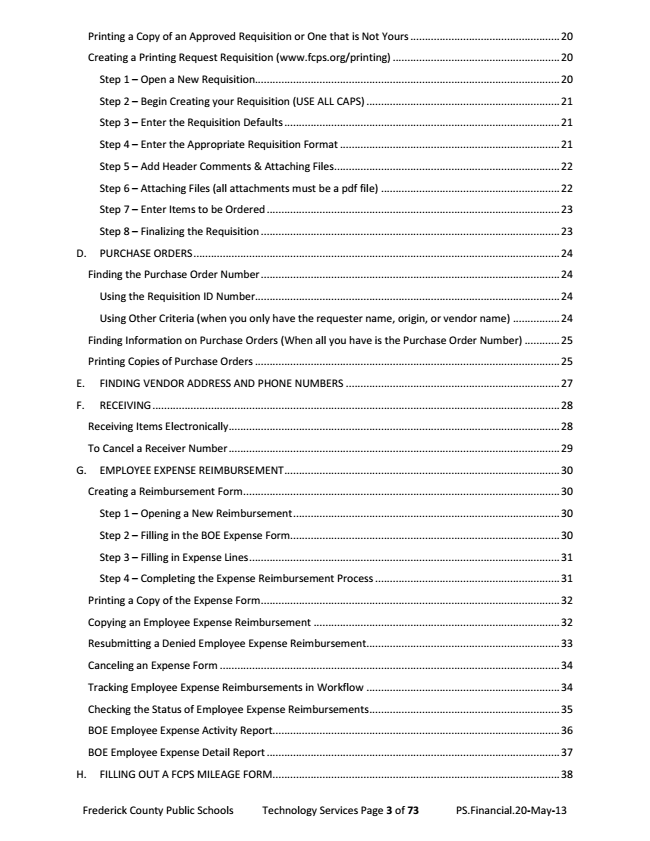 Printing a Copy of an Approved Requisition or One that is Not Yours ........ 20
Creating a Printing Request Requisition (www.fcps.org/printing) ........ 20
Step 1 – Open a New Requisition........ 20
Step 2 – Begin Creating your Requisition (USE ALL CAPS) ........ 21
Step 3 – Enter the Requisition Defaults ........ 21
Step 4 – Enter the Appropriate Requisition Format ........ 21
Step 5 – Add Header Comments & Attaching Files........ 22
Step 6 – Attaching Files (all attachments must be a pdf file) ........ 22
Step 7 – Enter Items to be Ordered ........ 23
Step 8 – Finalizing the Requisition ........ 23
D. PURCHASE ORDERS ........ 24
Finding the Purchase Order Number ........ 24
Using the Requisition ID Number........ 24
Using Other Criteria (when you only have the requester name, origin, or vendor name) ........ 24
Finding Information on Purchase Orders (When all you have is the Purchase Order Number) ........ 25
Printing Copies of Purchase Orders ........ 25
E. FINDING VENDOR ADDRESS AND PHONE NUMBERS ........ 27
F. RECEIVING ........ 28
Receiving Items Electronically........ 28
To Cancel a Receiver Number ........ 29
G. EMPLOYEE EXPENSE REIMBURSEMENT ........ 30
Creating a Reimbursement Form........ 30
Step 1 – Opening a New Reimbursement ........ 30
Step 2 – Filling in the BOE Expense Form........ 30
Step 3 – Filling in Expense Lines ........ 31
Step 4 – Completing the Expense Reimbursement Process ........ 31
Printing a Copy of the Expense Form........ 32
Copying an Employee Expense Reimbursement ........ 32
Resubmitting a Denied Employee Expense Reimbursement........ 33
Canceling an Expense Form ........ 34
Tracking Employee Expense Reimbursements in Workflow ........ 34
Checking the Status of Employee Expense Reimbursements........ 35
BOE Employee Expense Activity Report........ 36
BOE Employee Expense Detail Report ........ 37
H. FILLING OUT A FCPS MILEAGE FORM........ 38
Frederick County Public Schools Technology Services Page 3 of 73 PS.Financial.20-May-13